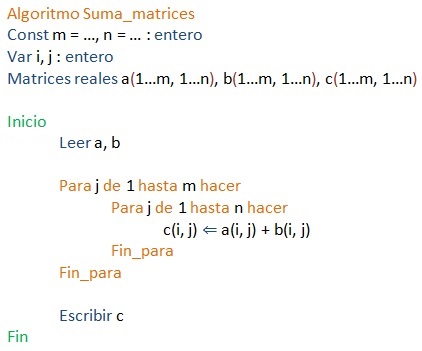 Algoritmo Suma_matrices
Const m = ..., n = ... : entero
Var i, j : entero
Matrices reales a(1...m, 1...n), b(1...m, 1...n), c(1...m, 1...n)
Inicio
Leer a, b
Para j de 1 hasta m hacer
Para j de 1 hasta n hacer
c(i, j) ⇐ a(i, j) + b(i, j)
Fin_para
Fin_para
Escribir c
Fin